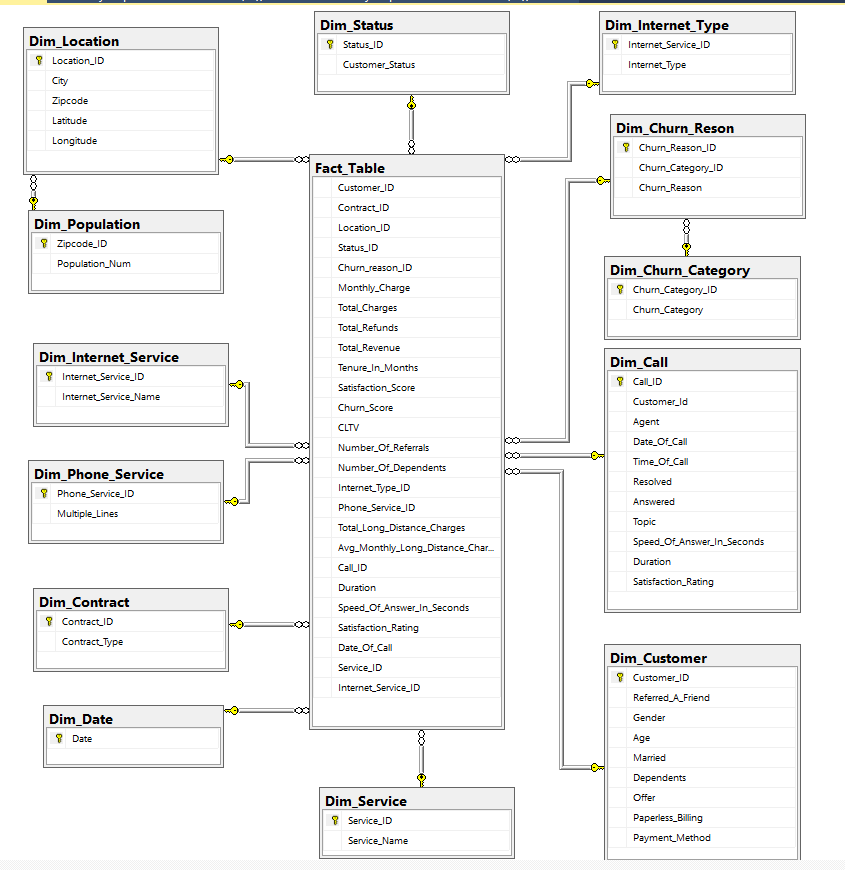 Dim_Location
Location_ID
City
Zipcode
Latitude
Longitude
Dim_Population
Zipcode_ID
Population_Num
Dim_Internet_Service
Internet_Service_ID
Internet_Service_Name
Dim_Phone_Service
Phone_Service_ID
Multiple_Lines
Dim_Contract
Contract_ID
Contract_Type
Dim_Date
Date
Dim_Status
Status_ID
Customer_Status
Fact_Table
Customer_ID
Contract_ID
Location_ID
Status_ID
Churn_reason_ID
Monthly_Charge
Total_Charges
Total_Refunds
Total_Revenue
Tenure_In_Months
Satisfaction_Score
Churn_Score
CLTV
Number_Of_Referrals
Number_Of_Dependents
Internet_Type_ID
Phone_Service_ID
Total_Long_Distance_Charges
Avg_Monthly_Long_Distance_Char...
Call_ID
Duration
Speed_Of_Answer_In_Seconds
Satisfaction_Rating
Date_Of_Call
Service_ID
Internet_Service_ID
Dim_Service
Service_ID
Service_Name
Dim_Internet_Type
Internet_Service_ID
Internet_Type
Dim_Churn_Reson
Churn_Reason_ID
Churn_Category_ID
Churn_Reason
Dim_Churn_Category
Churn_Category_ID
Churn_Category
Dim_Call
Call_ID
Customer_Id
Agent
Date_Of_Call
Time_Of_Call
Resolved
Answered
Topic
Speed_Of_Answer_In_Seconds
Duration
Satisfaction_Rating
Dim_Customer
Customer_ID
Referred_A_Friend
Gender
Age
Married
Dependents
Offer
Paperless_Billing
Payment_Method